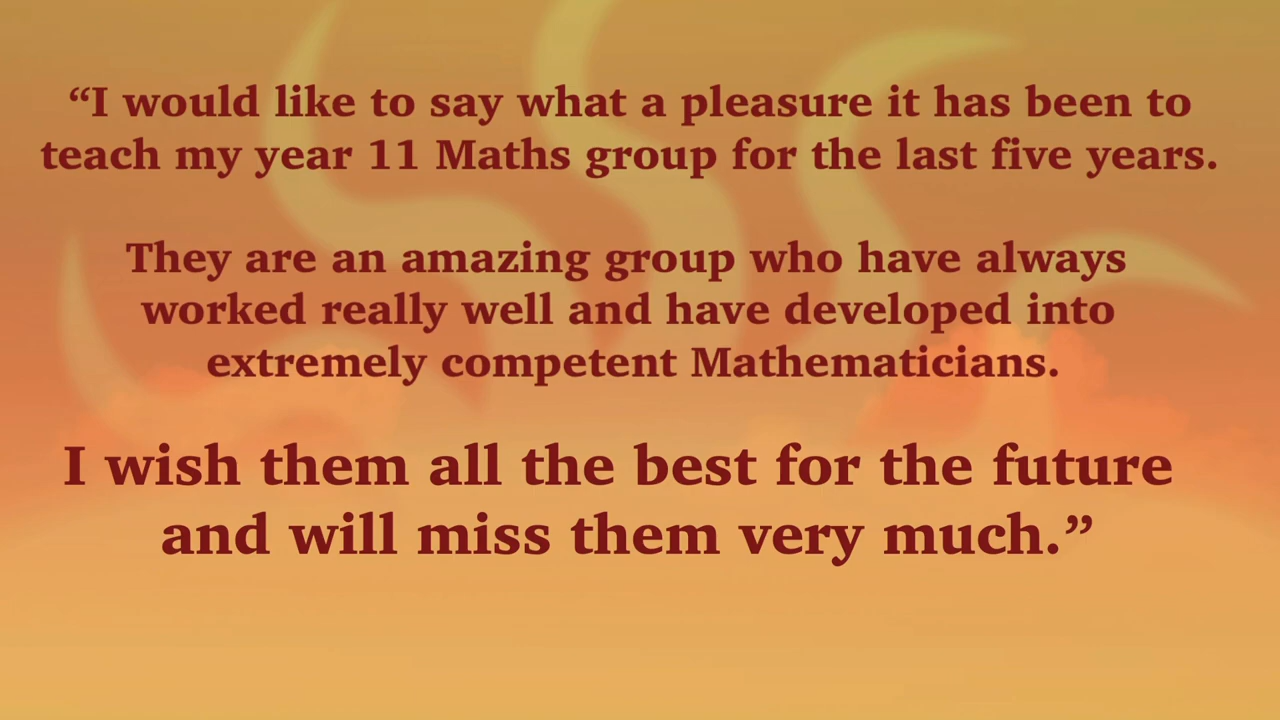 “I would like to say what a pleasure it has been to
teach my year 11 Maths group for the last five years.
They are an amazing group who have always
worked really well and have developed into
extremely competent Mathematicians.
I wish them all the best for the future
and will miss them very much.”